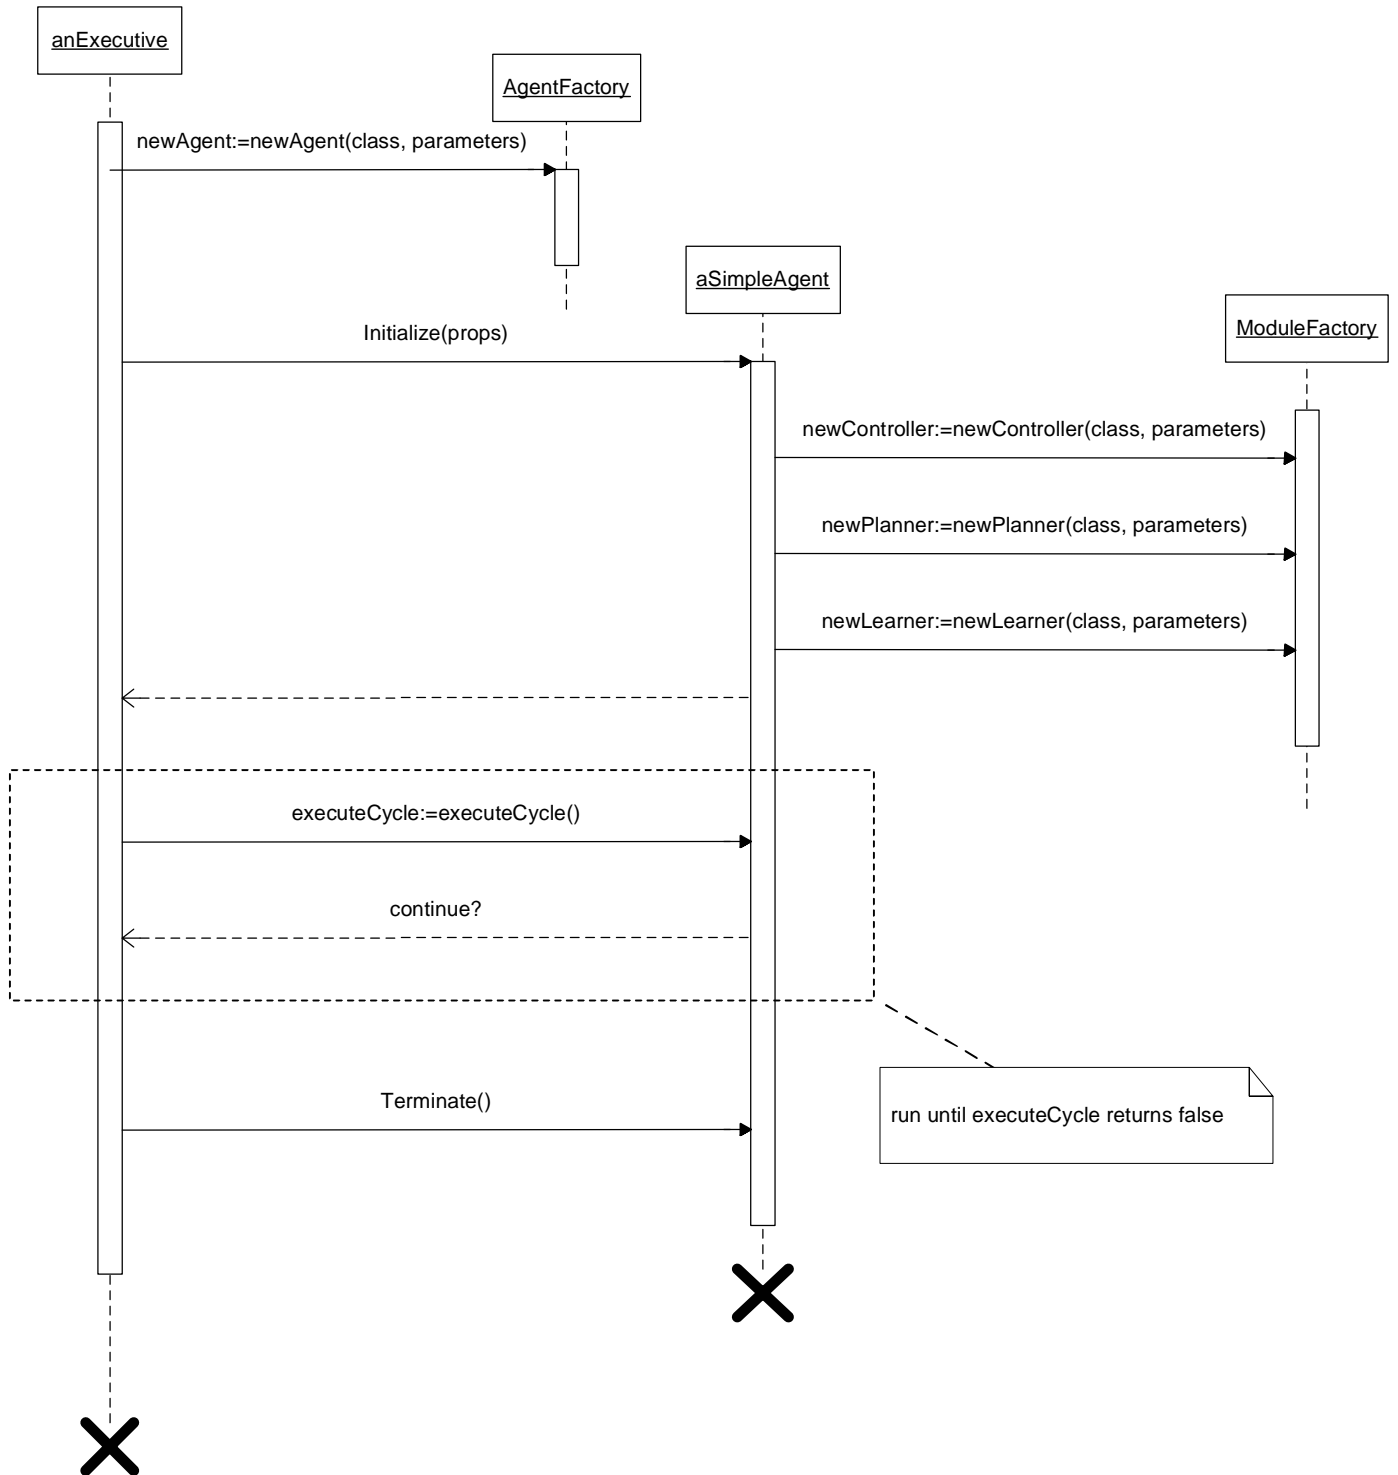 anExecutive
AgentFactory
newAgent:=newAgent(class, parameters)
aSimpleAgent
ModuleFactory
Initialize(props)
newController:=newController(class, parameters)
newPlanner:=newPlanner(class, parameters)
newLearner:=newLearner(class, parameters)
executeCycle:=executeCycle()
continue?
Terminate()
run until executeCycle returns false